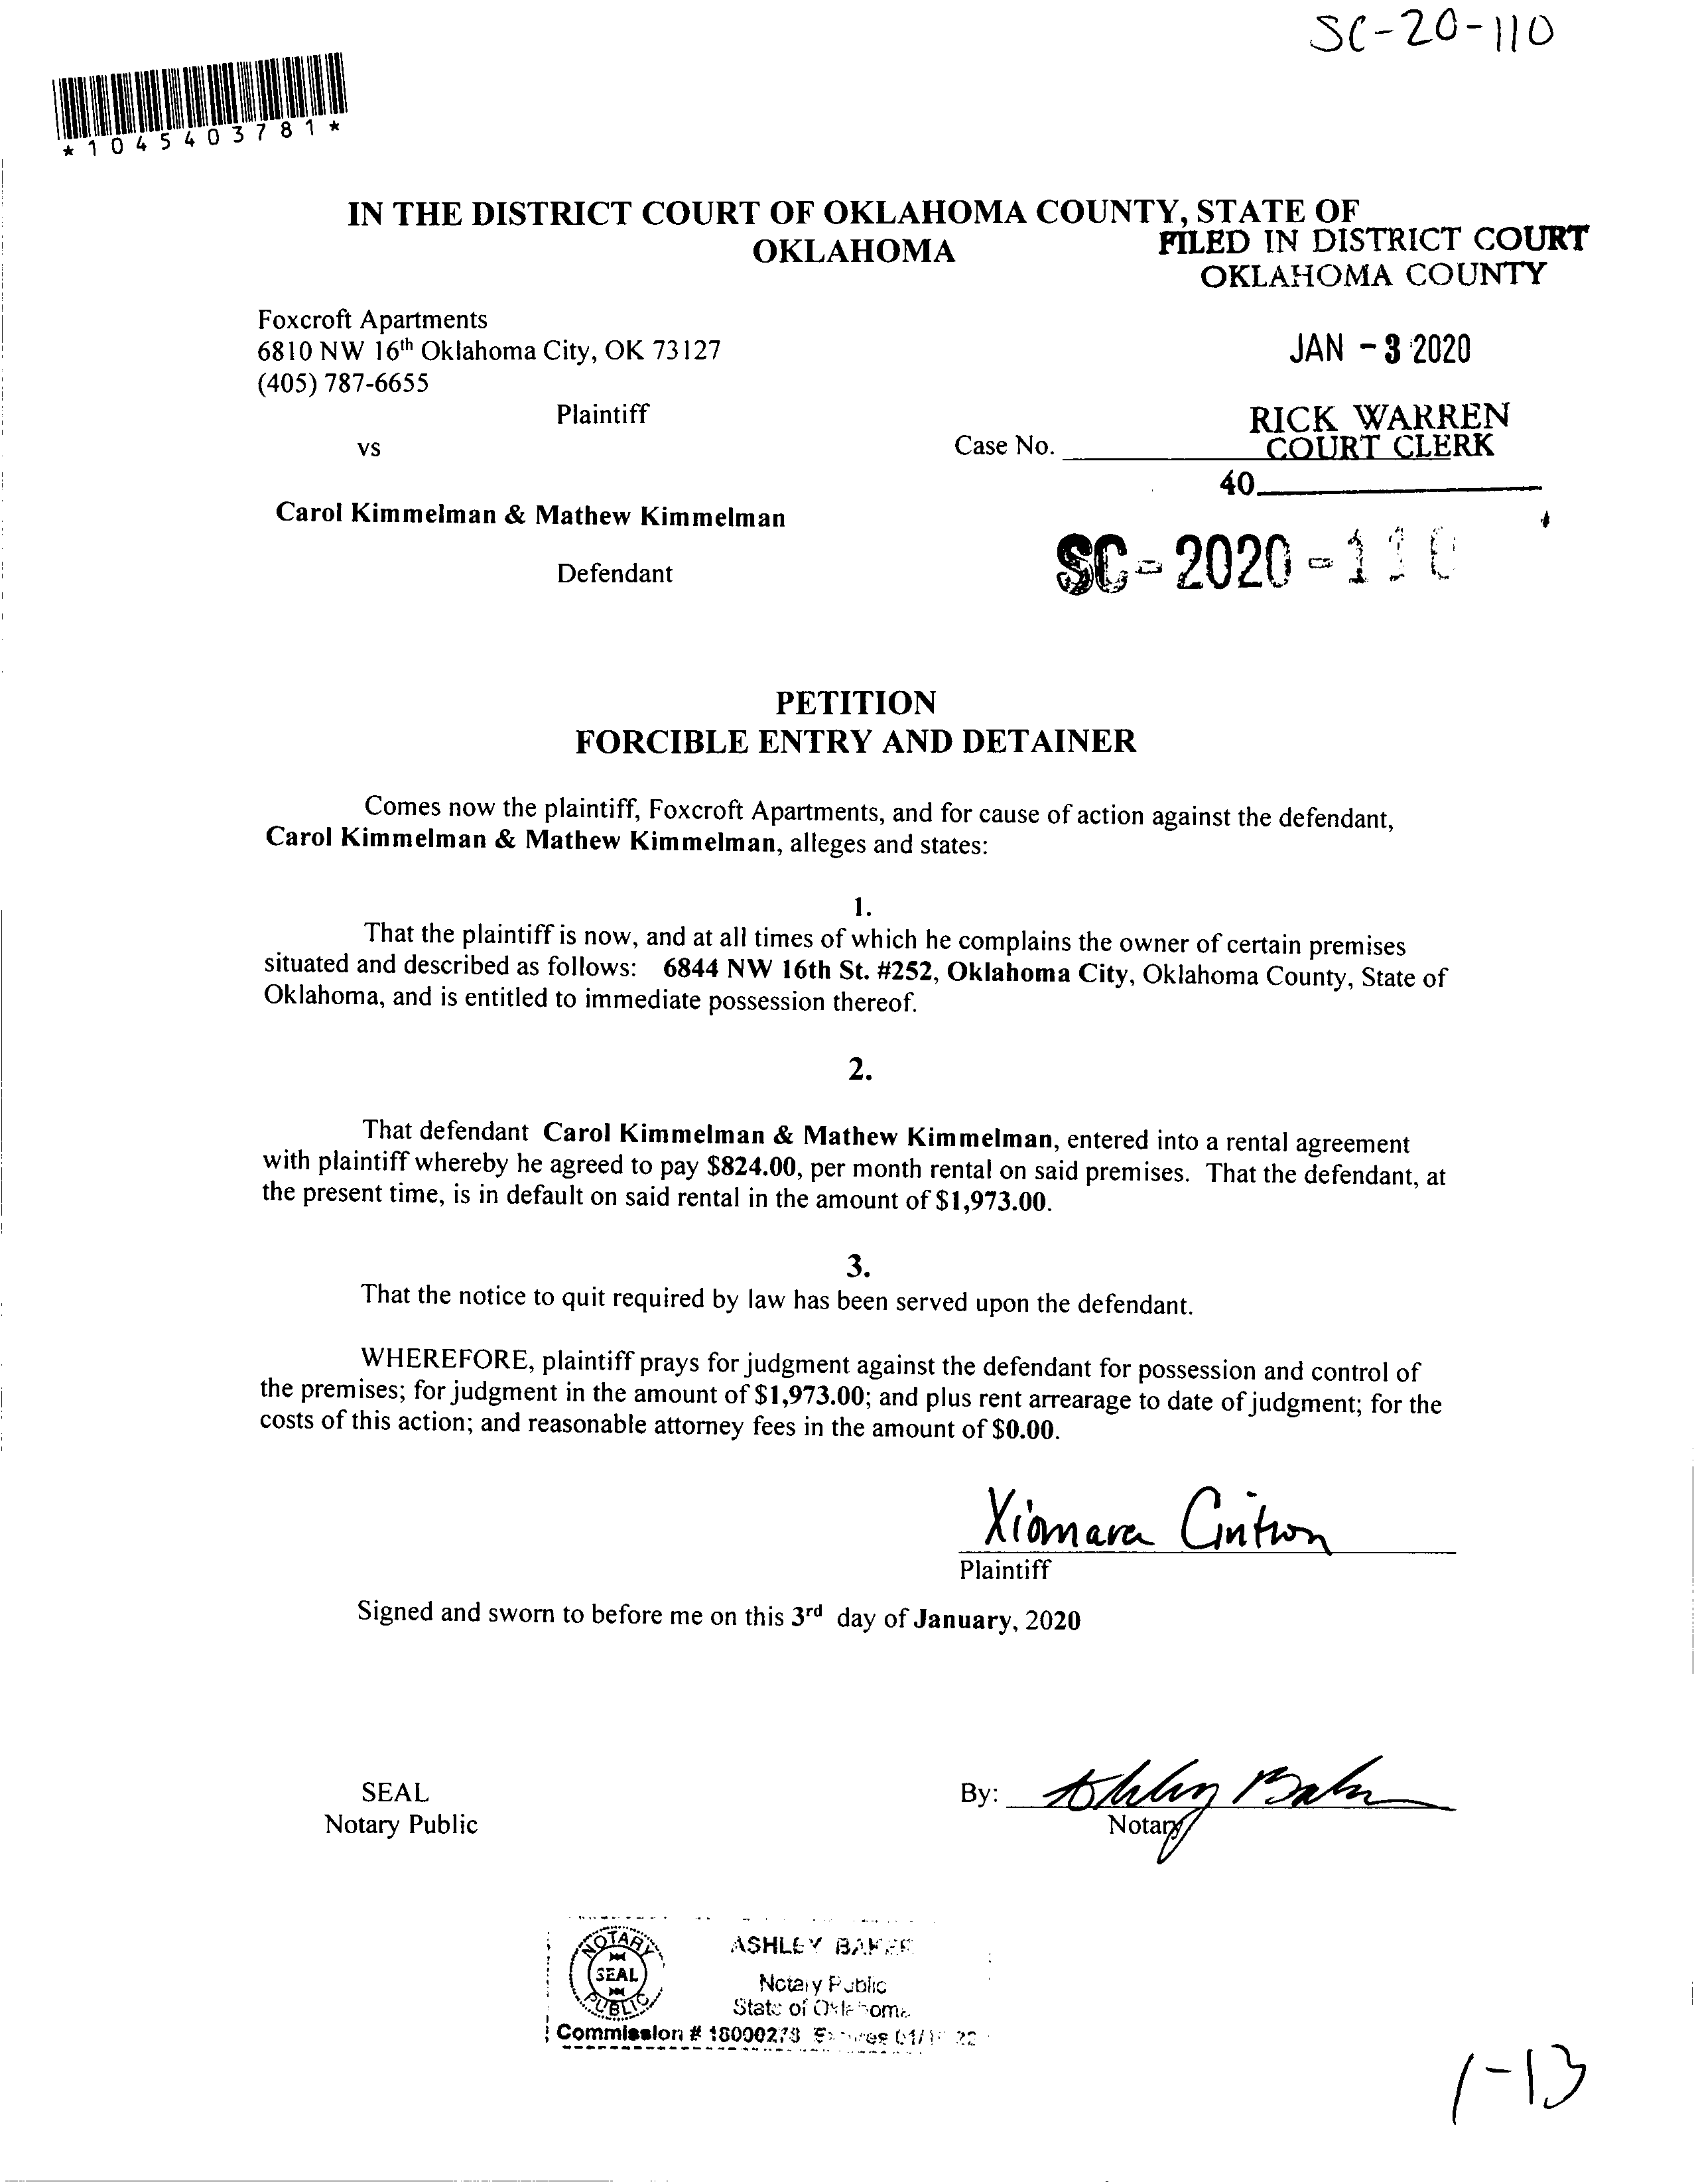 SC-20-110
*1045403781*
IN THE DISTRICT COURT OF OKLAHOMA COUNTY, STATE OF
OKLAHOMA
FILED IN DISTRICT COURT
OKLAHOMA COUNTY
Foxcroft Apartments
6810 NW 16th Oklahoma City, OK 73127
(405) 787-6655
JAN - 3 2020
Plaintiff
RICK WARREN
COURT CLERK
vs
Case No.
40
Carol Kimmelman & Mathew Kimmelman
SC - 2020 - 110
Defendant
PETITION
FORCIBLE ENTRY AND DETAINER
Comes now the plaintiff, Foxcroft Apartments, and for cause of action against the defendant,
Carol Kimmelman & Mathew Kimmelman, alleges and states:
1.
That the plaintiff is now, and at all times of which he complains the owner of certain premises
situated and described as follows: 6844 NW 16th St. #252, Oklahoma City, Oklahoma County, State of
Oklahoma, and is entitled to immediate possession thereof.
2.
That defendant Carol Kimmelman & Mathew Kimmelman, entered into a rental agreement
with plaintiff whereby he agreed to pay $824.00, per month rental on said premises. That the defendant, at
the present time, is in default on said rental in the amount of $1,973.00.
3.
That the notice to quit required by law has been served upon the defendant.
WHEREFORE, plaintiff prays for judgment against the defendant for possession and control of
the premises; for judgment in the amount of $1,973.00; and plus rent arrearage to date of judgment; for the
costs of this action; and reasonable attorney fees in the amount of $0.00.
Xiomara Cintron
Plaintiff
Signed and sworn to before me on this 3rd day of January, 2020
SEAL
Notary Public
By: Ashley Baker
Notary
NOTARY
SEAL
PUBLIC
ASHLEY BAKER
Notary Public
State of Oklahoma
Commission # 18000278 Expires 01/
22
1-13